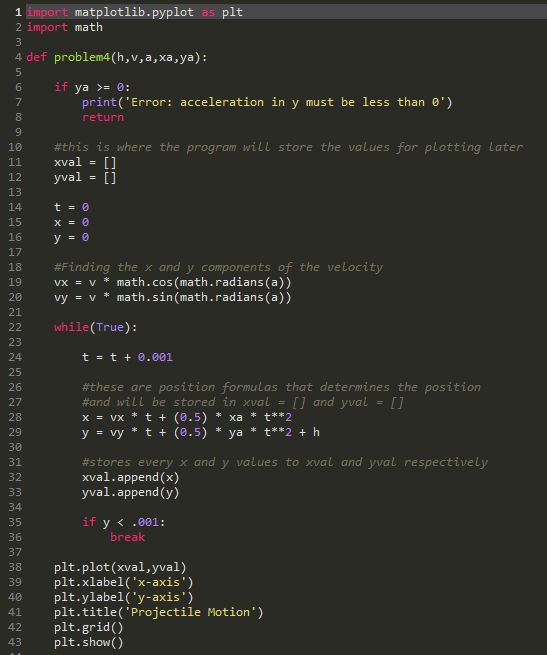 1 import matplotlib.pyplot as plt
2 import math
3
4 def problem4(h,v,a,xa,ya):
5
6     if ya >= 0:
7         print('Error: acceleration in y must be less than 0')
8         return
9
10     #this is where the program will store the values for plotting later
11     xval = []
12     yval = []
13
14     t = 0
15     x = 0
16     y = 0
17
18     #Finding the x and y components of the velocity
19     vx = v * math.cos(math.radians(a))
20     vy = v * math.sin(math.radians(a))
21
22     while(True):
23
24         t = t + 0.001
25
26         #these are position formulas that determines the position
27         #and will be stored in xval = [] and yval = []
28         x = vx * t + (0.5) * xa * t**2
29         y = vy * t + (0.5) * ya * t**2 + h
30
31         #stores every x and y values to xval and yval respectively
32         xval.append(x)
33         yval.append(y)
34
35         if y < .001:
36             break
37
38     plt.plot(xval,yval)
39     plt.xlabel('x-axis')
40     plt.ylabel('y-axis')
41     plt.title('Projectile Motion')
42     plt.grid()
43     plt.show()